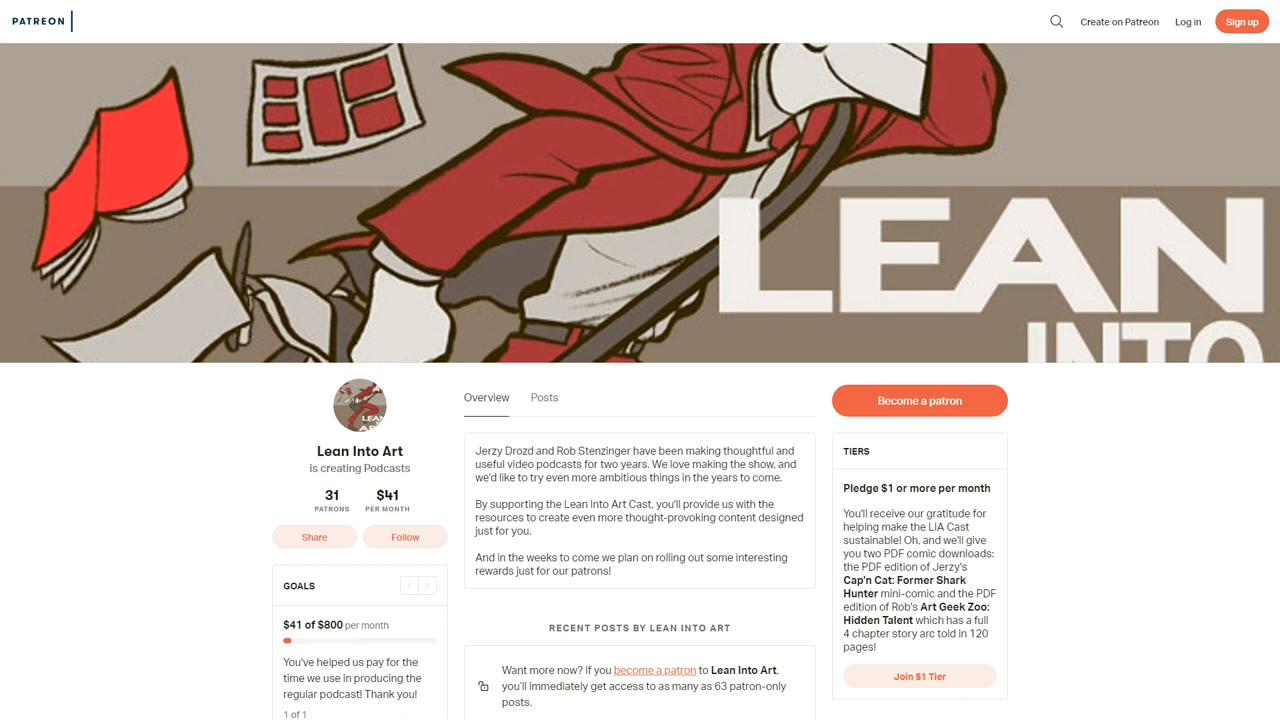 PATREON
Create on Patreon
Log in
Sign up
LEAN
INTO
Lean Into Art
is creating Podcasts
31
PATRONS
$41
PER MONTH
Share
Follow
GOALS
$41 of $800 per month
You've helped us pay for the
time we use in producing the
regular podcast! Thank you!
1 of 1
Overview
Posts
Jerzy Drozd and Rob Stenzinger have been making thoughtful and
useful video podcasts for two years. We love making the show, and
we'd like to try even more ambitious things in the years to come.
By supporting the Lean Into Art Cast, you'll provide us with the
resources to create even more thought-provoking content designed
just for you.
And in the weeks to come we plan on rolling out some interesting
rewards just for our patrons!
RECENT POSTS BY LEAN INTO ART
Want more now? If you become a patron to Lean Into Art,
you'll immediately get access to as many as 63 patron-only
posts.
Become a patron
TIERS
Pledge $1 or more per month
You'll receive our gratitude for
helping make the LIA Cast
sustainable! Oh, and we'll give
you two PDF comic downloads:
the PDF edition of Jerzy's
Cap'n Cat: Former Shark
Hunter mini-comic and the PDF
edition of Rob's Art Geek Zoo:
Hidden Talent which has a full
4 chapter story arc told in 120
pages!
Join $1 Tier